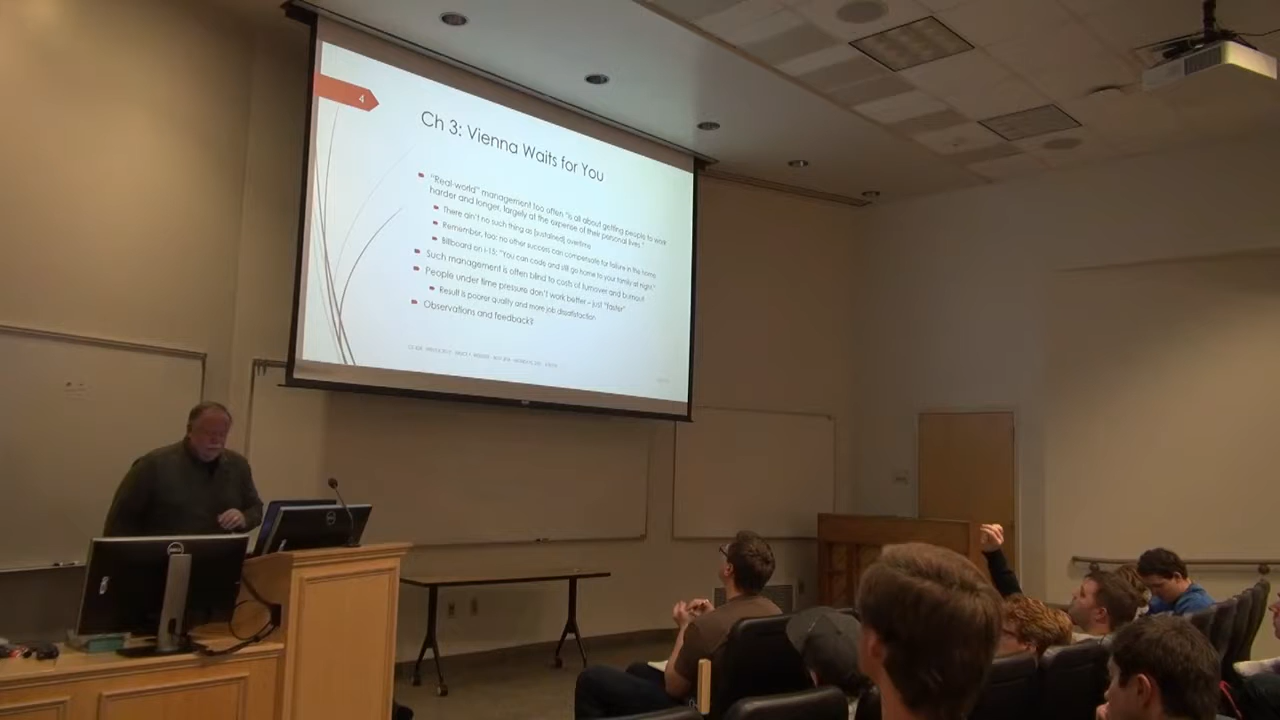 4
Ch 3: Vienna Waits for You
"Real-world" management too often "is all about getting people to work
harder and longer, largely at the expense of their personal lives."
There ain't no such thing as [sustained] overtime
Remember, too: no other success can compensate for failure in the home
Billboard on I-15: "You can code and still go home to your family at night"
Such management is often blind to costs of turnover and burnout
People under time pressure don't work better – just "faster"
Result is poorer quality and more job dissatisfaction
Observations and feedback?
DELL
DELL